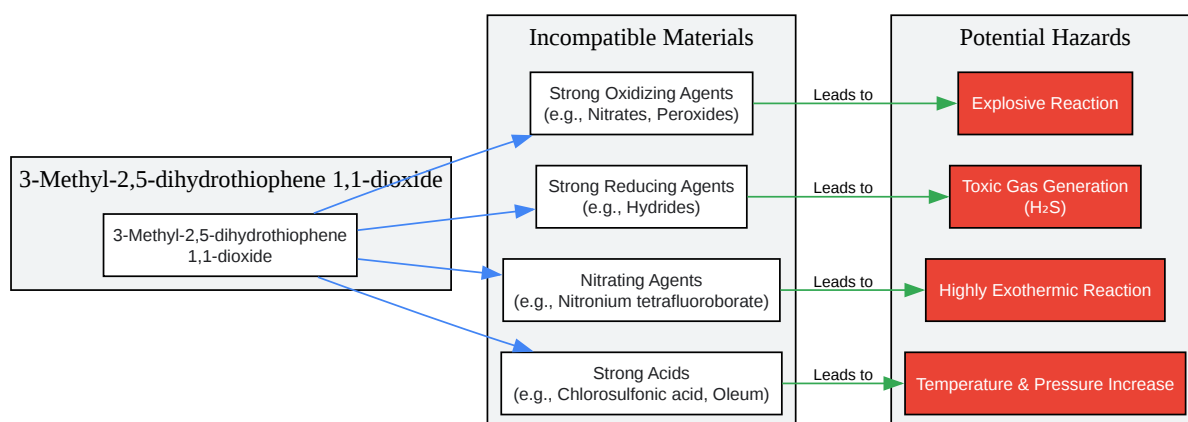 3-Methyl-2,5-dihydrothiophene 1,1-dioxide
3-Methyl-2,5-dihydrothiophene
1,1-dioxide
Incompatible Materials
Strong Oxidizing Agents
(e.g., Nitrates, Peroxides)
Strong Reducing Agents
(e.g., Hydrides)
Nitrating Agents
(e.g., Nitronium tetrafluoroborate)
Strong Acids
(e.g., Chlorosulfonic acid, Oleum)
Leads to
Leads to
Leads to
Leads to
Potential Hazards
Explosive Reaction
Toxic Gas Generation
(H₂S)
Highly Exothermic Reaction
Temperature & Pressure Increase